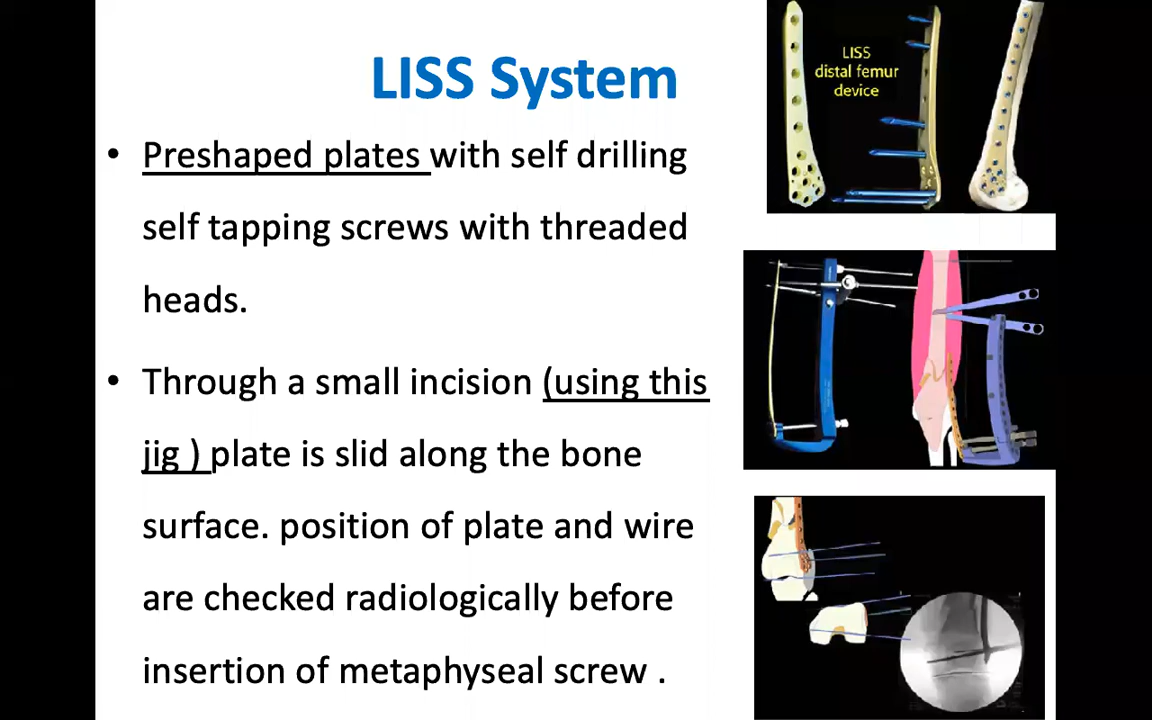 LISS System
LISS
distal femur
device
• Preshaped plates with self drilling
self tapping screws with threaded
heads.
• Through a small incision (using this
jig ) plate is slid along the bone
surface. position of plate and wire
are checked radiologically before
insertion of metaphyseal screw .